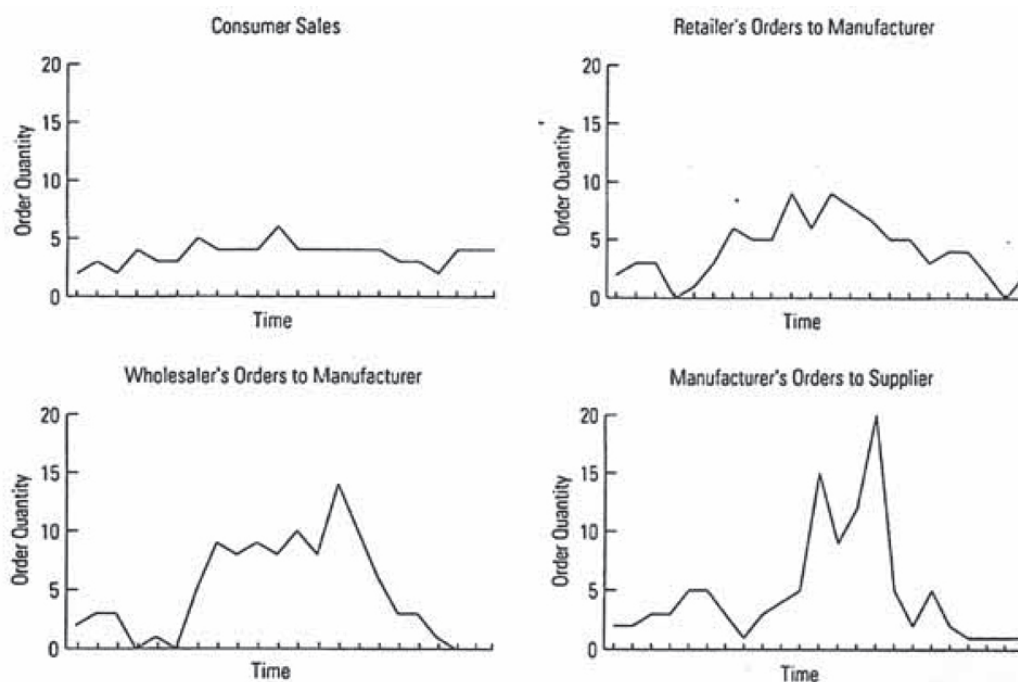 Consumer Sales
20
15
10
5
0
Order Quantity
Time
Retailer's Orders to Manufacturer
20
15
10
5
0
Order Quantity
Time
Wholesaler's Orders to Manufacturer
20
15
10
5
0
Order Quantity
Time
Manufacturer's Orders to Supplier
20
15
10
5
0
Order Quantity
Time